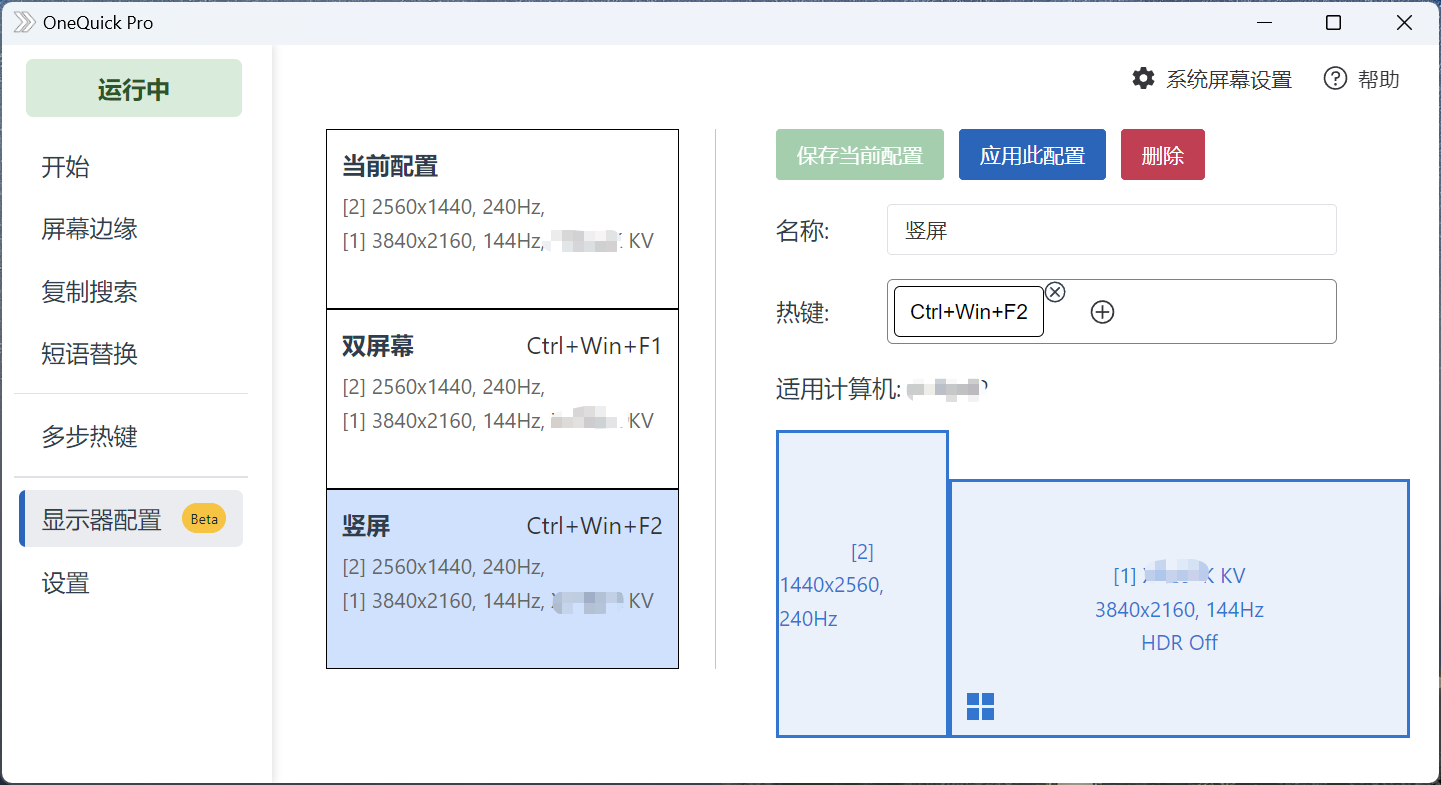 OneQuick Pro
运行中
开始
屏幕边缘
复制搜索
短语替换
多步热键
显示器配置 Beta
设置
系统屏幕设置 帮助
当前配置
[2] 2560x1440, 240Hz,
[1] 3840x2160, 144Hz, KV
双屏幕 Ctrl+Win+F1
[2] 2560x1440, 240Hz,
[1] 3840x2160, 144Hz, KV
竖屏 Ctrl+Win+F2
[2] 2560x1440, 240Hz,
[1] 3840x2160, 144Hz, KV
保存当前配置 应用此配置 删除
名称: 竖屏
热键: Ctrl+Win+F2
适用计算机:
[2]
1440x2560,
240Hz
[1] KV
3840x2160, 144Hz
HDR Off